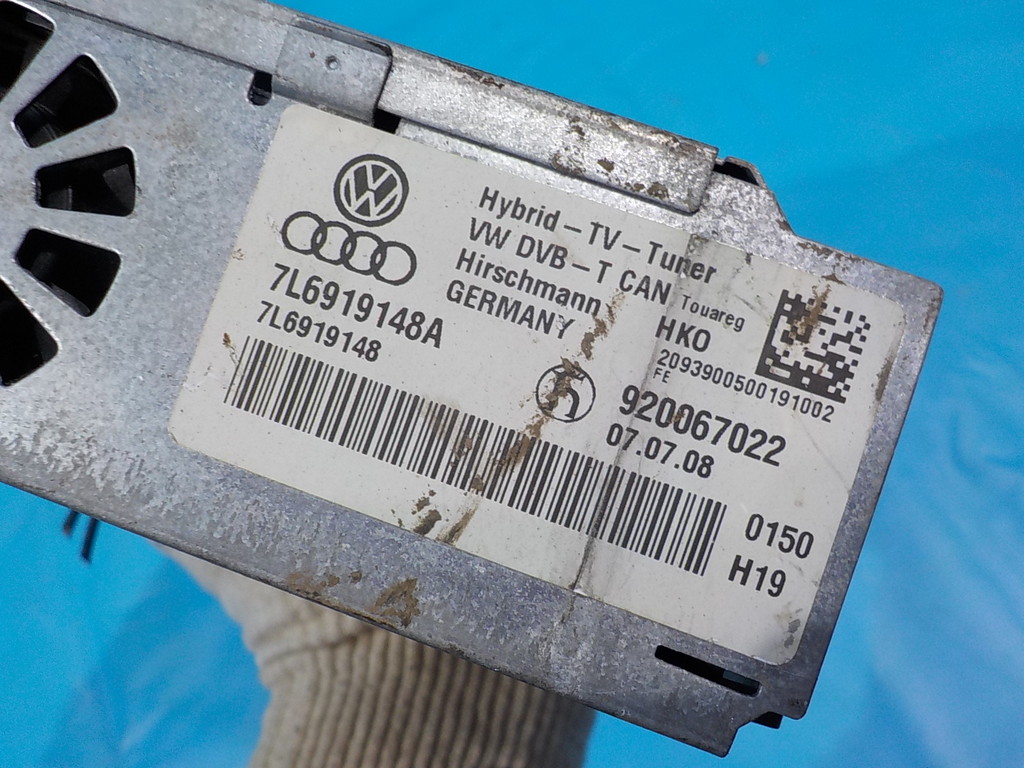 Hybrid-TV-Tuner
VW DVB-T CAN Touareg
Hirschmann HKO
GERMANY 2093900500191002
FE
7L6919148A
7L6919148
920067022
07.07.08
0150
H19